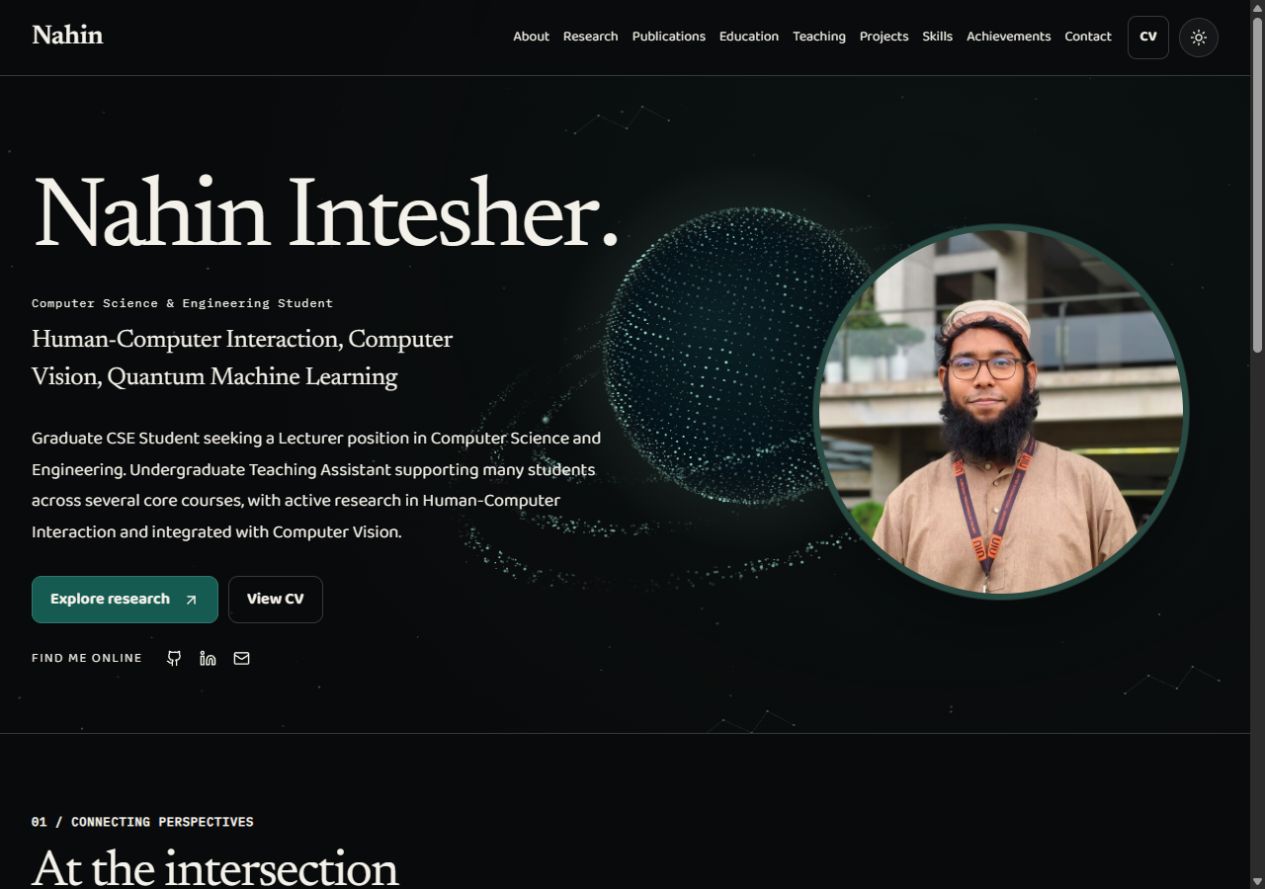 Nahin
About Research Publications Education Teaching Projects Skills Achievements Contact CV
Nahin Intesher.
Computer Science & Engineering Student
Human-Computer Interaction, Computer
Vision, Quantum Machine Learning
Graduate CSE Student seeking a Lecturer position in Computer Science and
Engineering. Undergraduate Teaching Assistant supporting many students
across several core courses, with active research in Human-Computer
Interaction and integrated with Computer Vision.
Explore research View CV
FIND ME ONLINE
01 / CONNECTING PERSPECTIVES
At the intersection